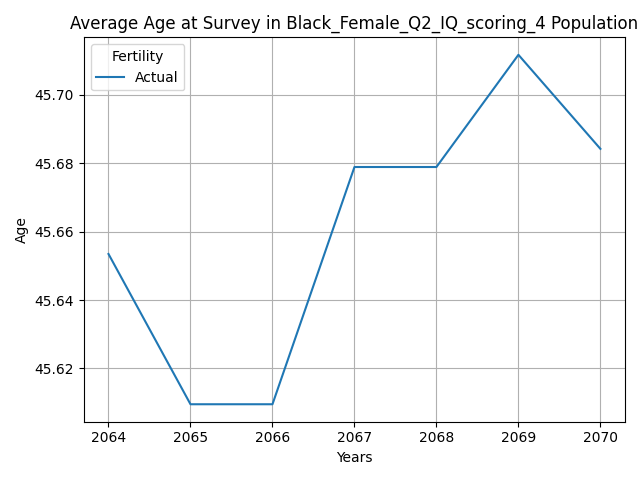 Average Age at Survey in Black_Female_Q2_IQ_scoring_4 Population
Fertility
Actual
45.70
45.68
45.66
45.64
45.62
Age
2064 2065 2066 2067 2068 2069 2070
Years